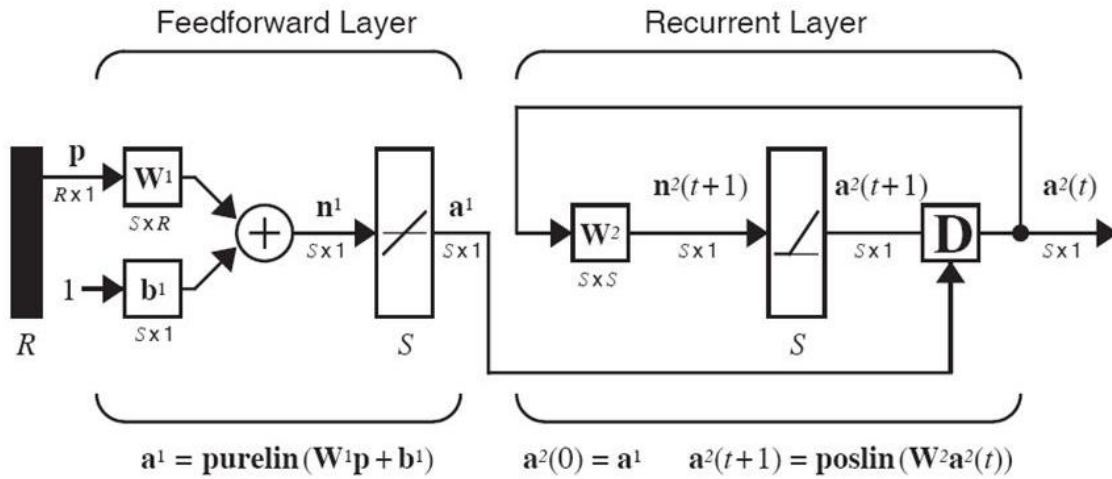 Feedforward Layer Recurrent Layer
p W¹ n¹ a¹ n²(t+1) a²(t+1) a²(t)
R x 1 S x R S x 1 S x 1 W² S x 1 S x 1 D S x 1
1 b¹ S x S
R S x 1 S S
a¹ = purelin(W¹p + b¹) a²(0) = a¹ a²(t+1) = poslin(W²a²(t))